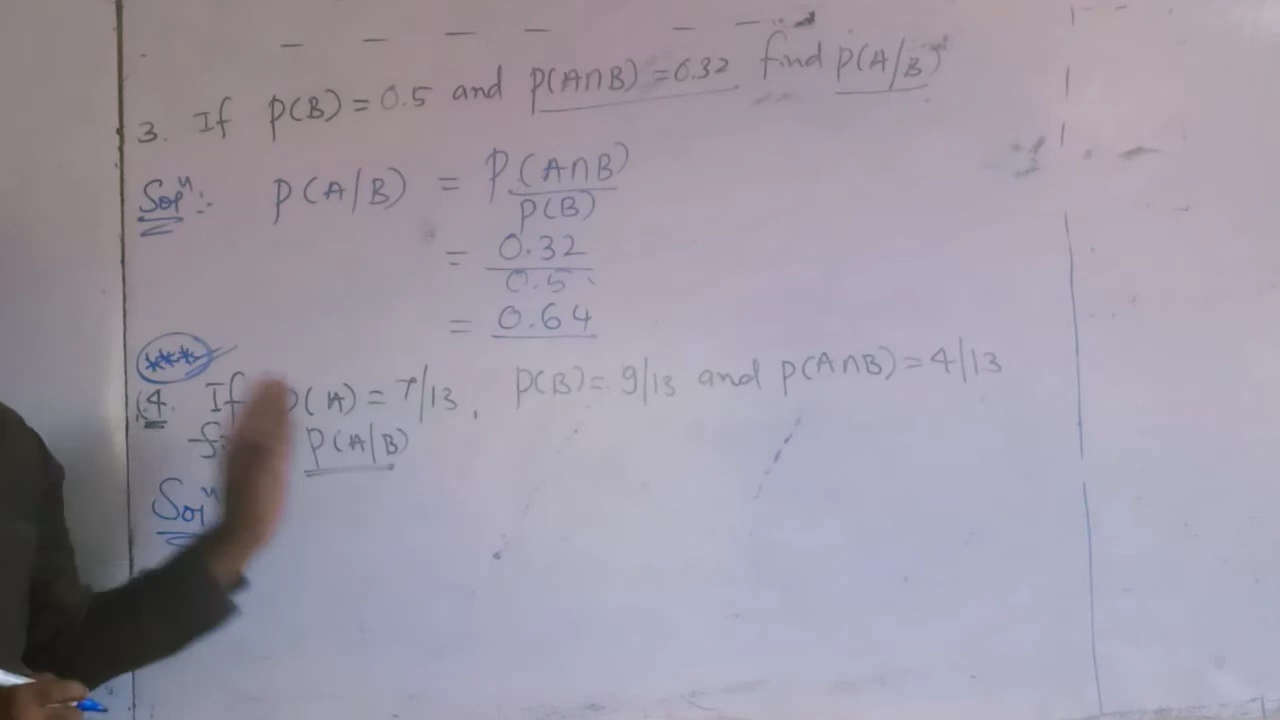 3. If P(B) = 0.5 and P(A∩B) = 0.32 find P(A/B)
Solⁿ:- P(A/B) = P(A∩B)/P(B)
= 0.32/0.5
= 0.64
***
4. If P(A) = 7/13, P(B) = 9/13 and P(A∩B) = 4/13
P(A/B)
Solⁿ